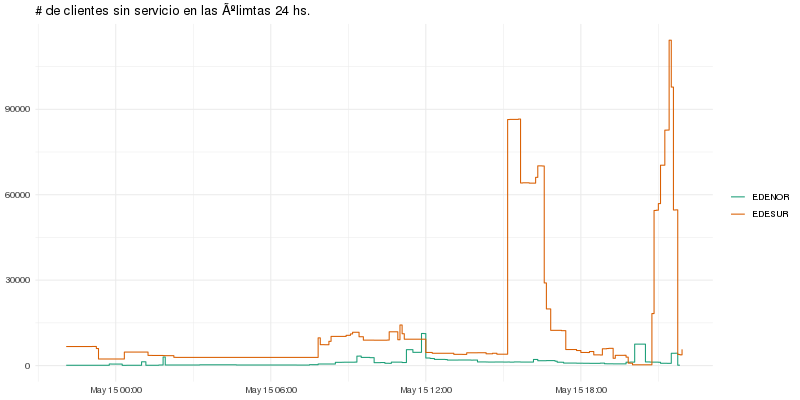 # de clientes sin servicio en las Ãºlimtas 24 hs.
90000
60000
30000
0
May 15 00:00
May 15 06:00
May 15 12:00
May 15 18:00
EDENOR
EDESUR